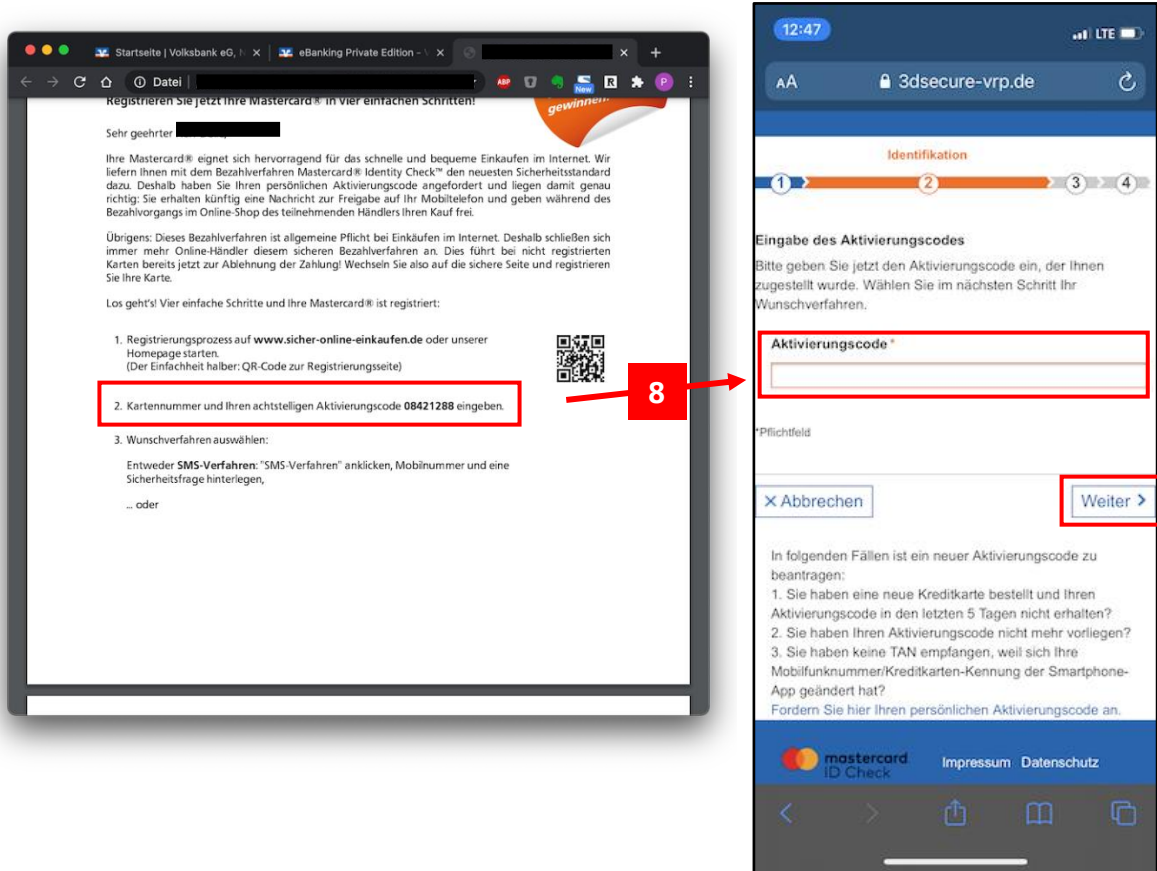 Startseite | Volksbank eG,
eBanking Private Edition -
Datei
ABP
New
R
P
Registrieren Sie jetzt Ihre Mastercard® in vier einfachen Schritten!
gewinnen!
Sehr geehrter
Ihre Mastercard® eignet sich hervorragend für das schnelle und bequeme Einkaufen im Internet. Wir
liefern Ihnen mit dem Bezahlverfahren Mastercard® Identity Check™ den neuesten Sicherheitsstandard
dazu. Deshalb haben Sie Ihren persönlichen Aktivierungscode angefordert und liegen damit genau
richtig: Sie erhalten künftig eine Nachricht zur Freigabe auf Ihr Mobiltelefon und geben während des
Bezahlvorgangs im Online-Shop des teilnehmenden Händlers Ihren Kauf frei.
Übrigens: Dieses Bezahlverfahren ist allgemeine Pflicht bei Einkäufen im Internet. Deshalb schließen sich
immer mehr Online-Händler diesem sicheren Bezahlverfahren an. Dies führt bei nicht registrierten
Karten bereits jetzt zur Ablehnung der Zahlung! Wechseln Sie also auf die sichere Seite und registrieren
Sie Ihre Karte.
Los geht's! Vier einfache Schritte und Ihre Mastercard® ist registriert:
1. Registrierungsprozess auf www.sicher-online-einkaufen.de oder unserer
Homepage starten.
(Der Einfachheit halber: QR-Code zur Registrierungsseite)
2. Kartennummer und Ihren achtstelligen Aktivierungscode 08421288 eingeben.
3. Wunschverfahren auswählen:
Entweder SMS-Verfahren: "SMS-Verfahren" anklicken, Mobilnummer und eine
Sicherheitsfrage hinterlegen,
... oder
8
12:47
LTE
AA
3dsecure-vrp.de
Identifikation
1 2 3 4
Eingabe des Aktivierungscodes
Bitte geben Sie jetzt den Aktivierungscode ein, der Ihnen
zugestellt wurde. Wählen Sie im nächsten Schritt Ihr
Wunschverfahren.
Aktivierungscode *
*Pflichtfeld
Abbrechen
Weiter
In folgenden Fällen ist ein neuer Aktivierungscode zu
beantragen:
1. Sie haben eine neue Kreditkarte bestellt und Ihren
Aktivierungscode in den letzten 5 Tagen nicht erhalten?
2. Sie haben Ihren Aktivierungscode nicht mehr vorliegen?
3. Sie haben keine TAN empfangen, weil sich Ihre
Mobilfunknummer/Kreditkarten-Kennung der Smartphone-
App geändert hat?
Fordern Sie hier Ihren persönlichen Aktivierungscode an.
mastercard
ID Check
Impressum Datenschutz